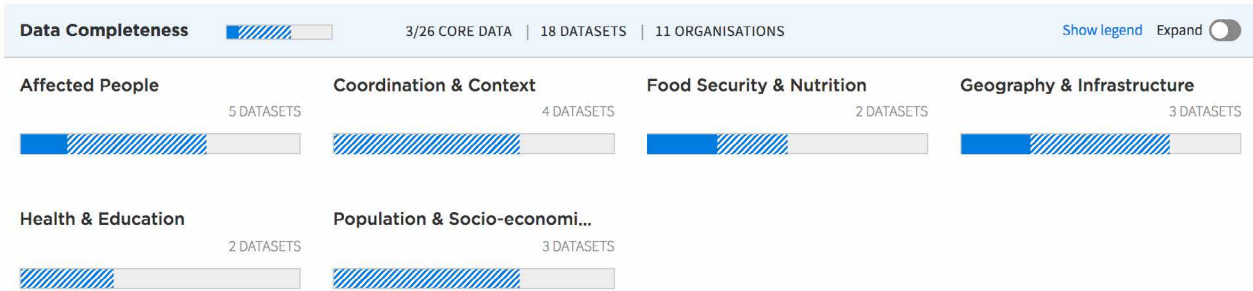 Data Completeness 3/26 CORE DATA | 18 DATASETS | 11 ORGANISATIONS Show legend Expand
Affected People Coordination & Context Food Security & Nutrition Geography & Infrastructure
5 DATASETS 4 DATASETS 2 DATASETS 3 DATASETS
Health & Education Population & Socio-economi...
2 DATASETS 3 DATASETS